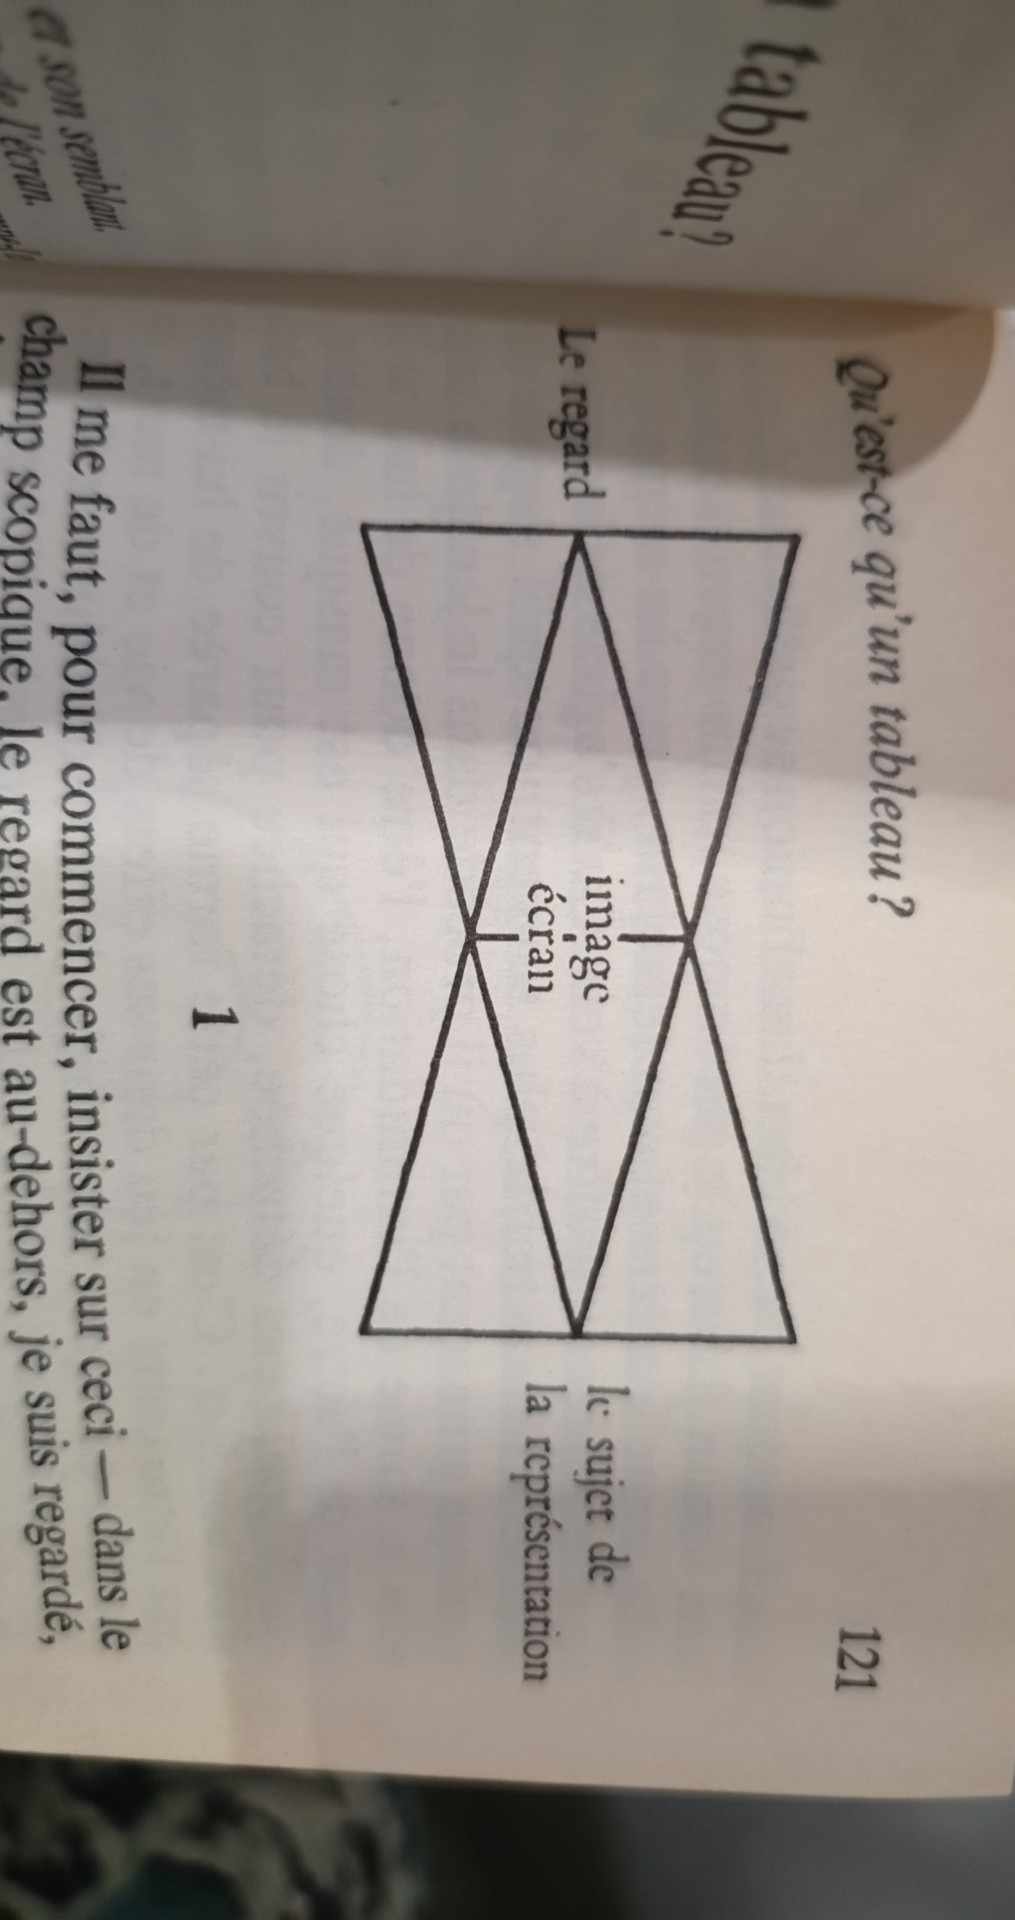 tableau?
et son semblant.
de l'écran.
Qu'est-ce qu'un tableau? 121
Le regard
image
écran
le sujet de
la représentation
1
Il me faut, pour commencer, insister sur ceci — dans le
champ scopique, le regard est au-dehors, je suis regardé,